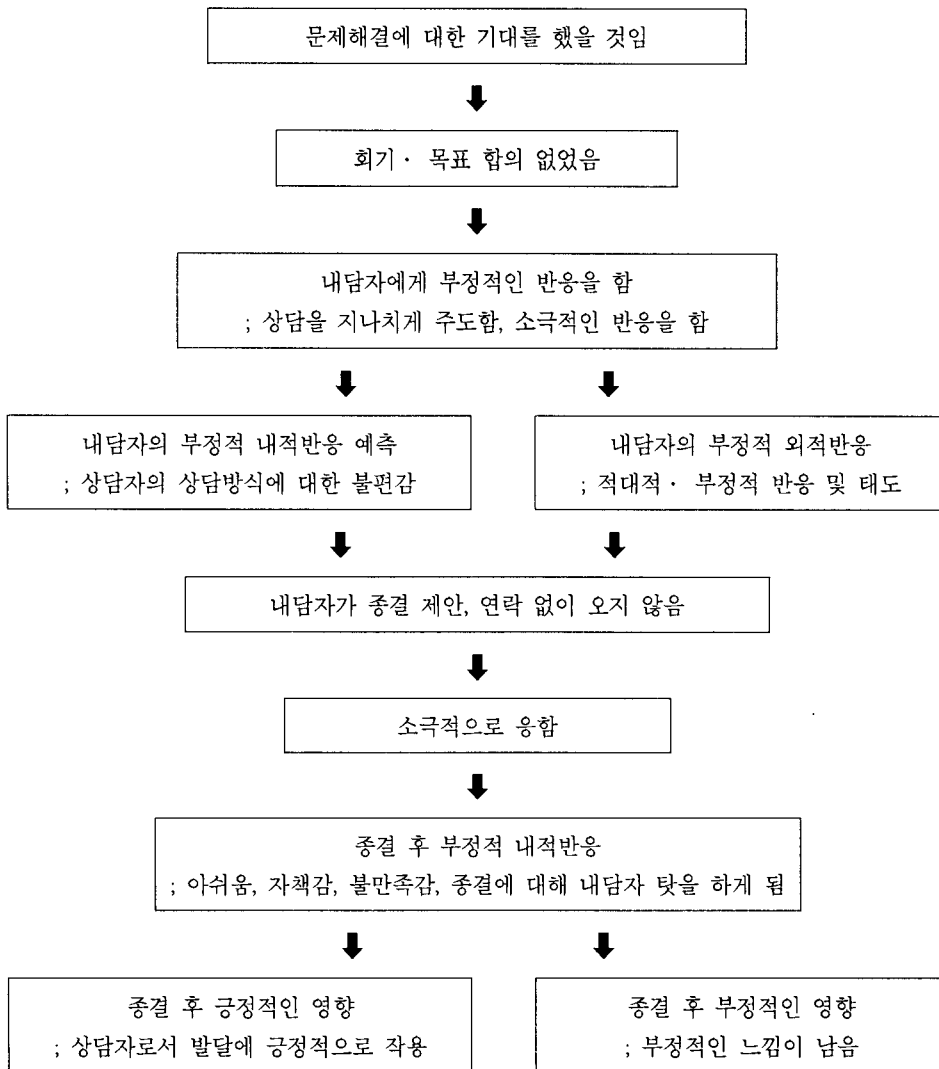 문제해결에 대한 기대를 했을 것임
회기· 목표 합의 없었음
내담자에게 부정적인 반응을 함
; 상담을 지나치게 주도함, 소극적인 반응을 함
내담자의 부정적 내적반응 예측
; 상담자의 상담방식에 대한 불편감
내담자의 부정적 외적반응
; 적대적· 부정적 반응 및 태도
내담자가 종결 제안, 연락 없이 오지 않음
소극적으로 응함
종결 후 부정적 내적반응
; 아쉬움, 자책감, 불만족감, 종결에 대해 내담자 탓을 하게 됨
종결 후 긍정적인 영향
; 상담자로서 발달에 긍정적으로 작용
종결 후 부정적인 영향
; 부정적인 느낌이 남음